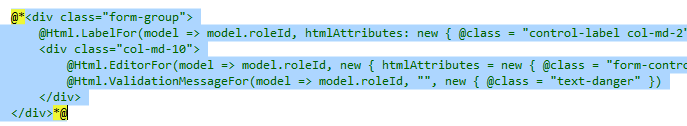 @*<div class="form-group">
@Html.LabelFor(model => model.roleId, htmlAttributes: new { @class = "control-label col-md-2"
<div class="col-md-10">
@Html.EditorFor(model => model.roleId, new { htmlAttributes = new { @class = "form-contro
@Html.ValidationMessageFor(model => model.roleId, "", new { @class = "text-danger" })
</div>
</div>*@